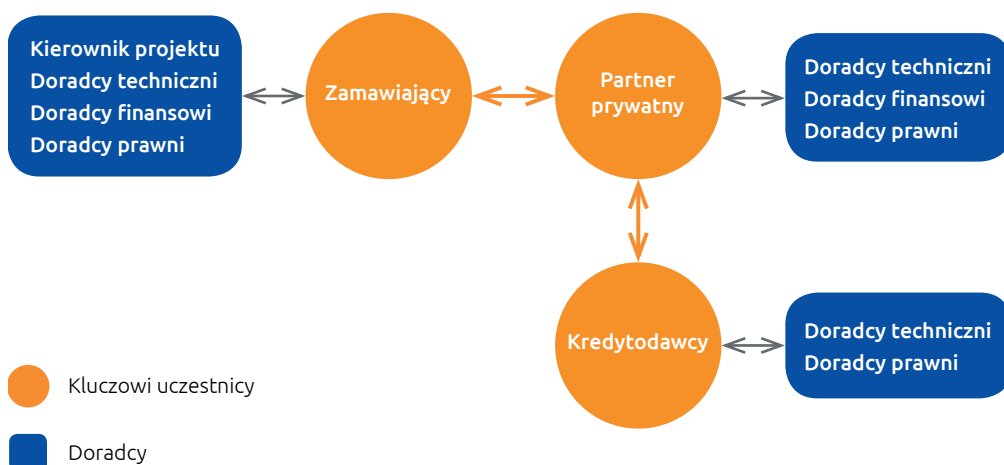 Kierownik projektu
Doradcy techniczni
Doradcy finansowi
Doradcy prawni
Zamawiający
Partner
prywatny
Doradcy techniczni
Doradcy finansowi
Doradcy prawni
Kredytodawcy
Doradcy techniczni
Doradcy prawni
Kluczowi uczestnicy
Doradcy